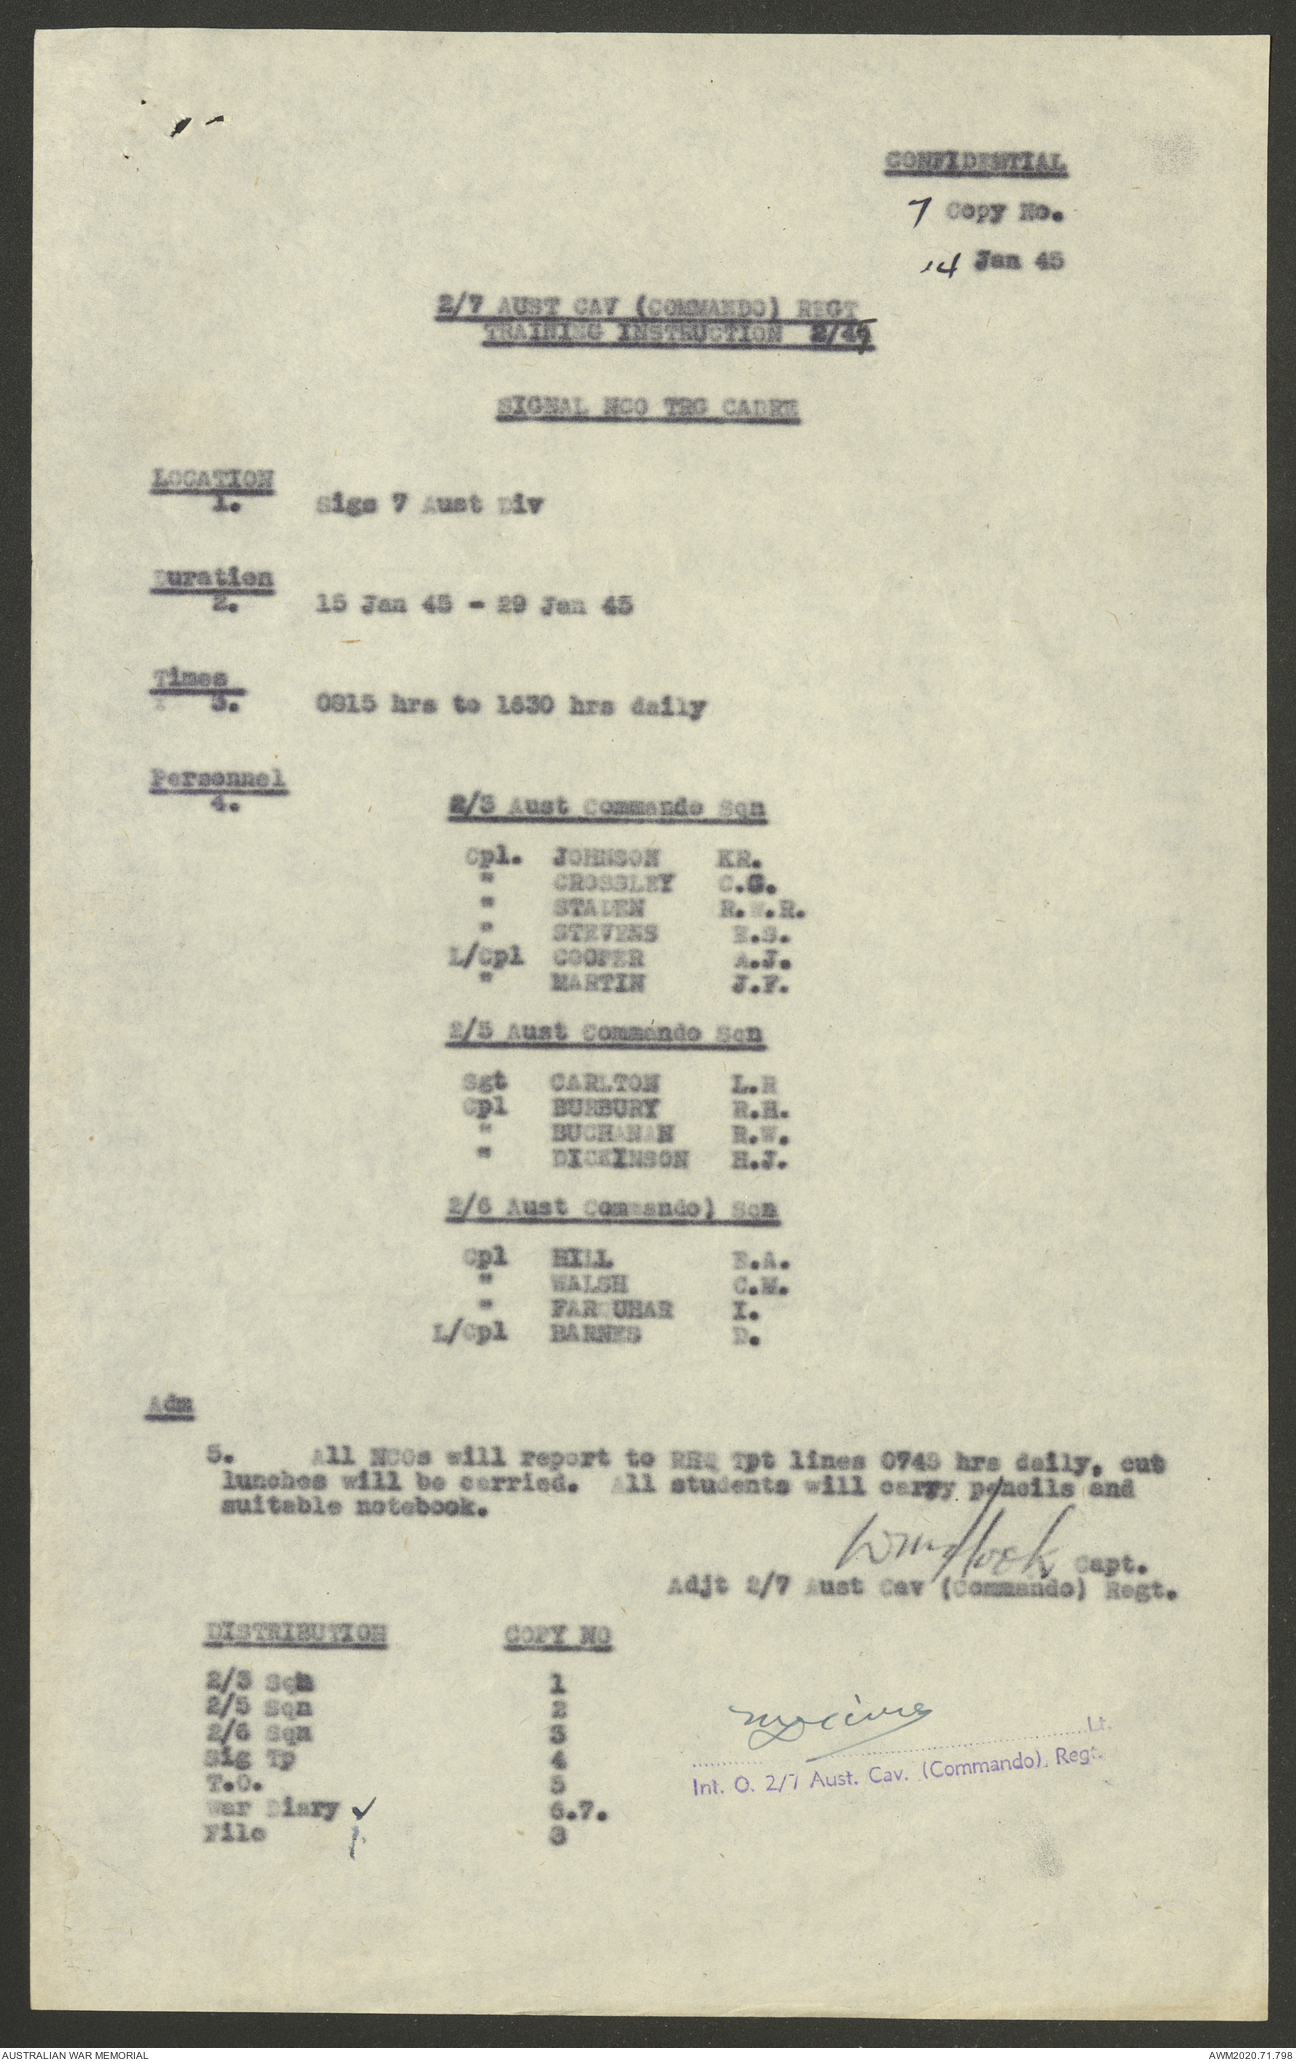 CONFIDENTIAL
7 Copy No.
14 Jan 45
2/7 AUST CAV (COMMANDO) REGT
TRAINING INSTRUCTION 2/45
SIGNAL NCO TRG CADRE
LOCATION
1. Sigs 7 Aust Div
Duration
2. 15 Jan 45 - 29 Jan 45
Times
3. 0815 hrs to 1630 hrs daily
Personnel
4.
2/3 Aust Commando Sqn
Cpl. JOHNSON KR.
" CROSSLEY C.G.
" STADEN R.W.R.
" STEVENS E.S.
L/Cpl COOPER A.J.
" MARTIN J.F.
2/5 Aust Commando Sqn
Sgt CARLTON L.R
Cpl BURBURY R.H.
" BUCHANAN R.W.
" DICKINSON H.J.
2/6 Aust Commando) Sqn
Cpl HILL E.A.
" WALSH C.M.
" FARQUHAR I.
L/Cpl BARNES D.
Adm
5. All NCOs will report to RHQ Tpt lines 0745 hrs daily, cut
lunches will be carried. All students will carry pencils and
suitable notebook.
Capt.
Adjt 2/7 Aust Cav (Commando) Regt.
DISTRIBUTION COPY NO
2/3 Sqn 1
2/5 Sqn 2
2/6 Sqn 3
Sig Tp 4
T.O. 5
War Diary ✓ 6.7.
File 8
Lt.
Int. O. 2/7 Aust. Cav. (Commando) Regt.
AUSTRALIAN WAR MEMORIAL
AWM2020.71.798